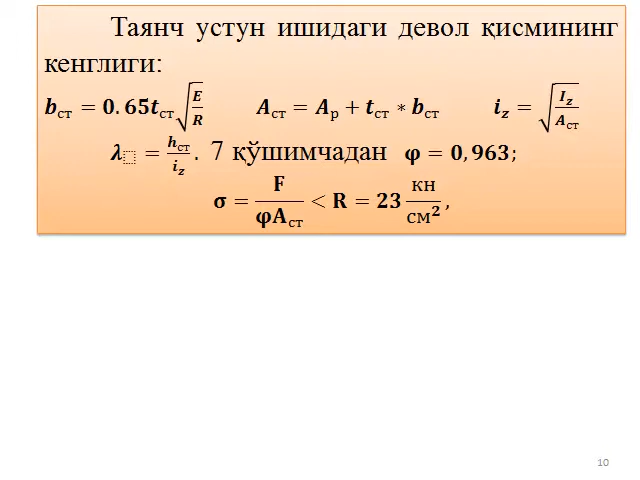 Таянч устун ишидаги девол қисмининг
кенглиги:
𝒃ст = 𝟎.𝟔𝟓𝒕ст√(𝑬/𝑹) 𝑨ст = 𝑨р + 𝒕ст ∗ 𝒃ст 𝒊𝒛 = √(𝑰𝒛/𝑨ст)
𝝀⬚ = 𝒉ст/𝒊𝒛. 7 қўшимчадан 𝛗 = 𝟎,𝟗𝟔𝟑;
𝛔 = 𝐅/𝛗𝐀ст < 𝐑 = 𝟐𝟑 кн/см𝟐,
10